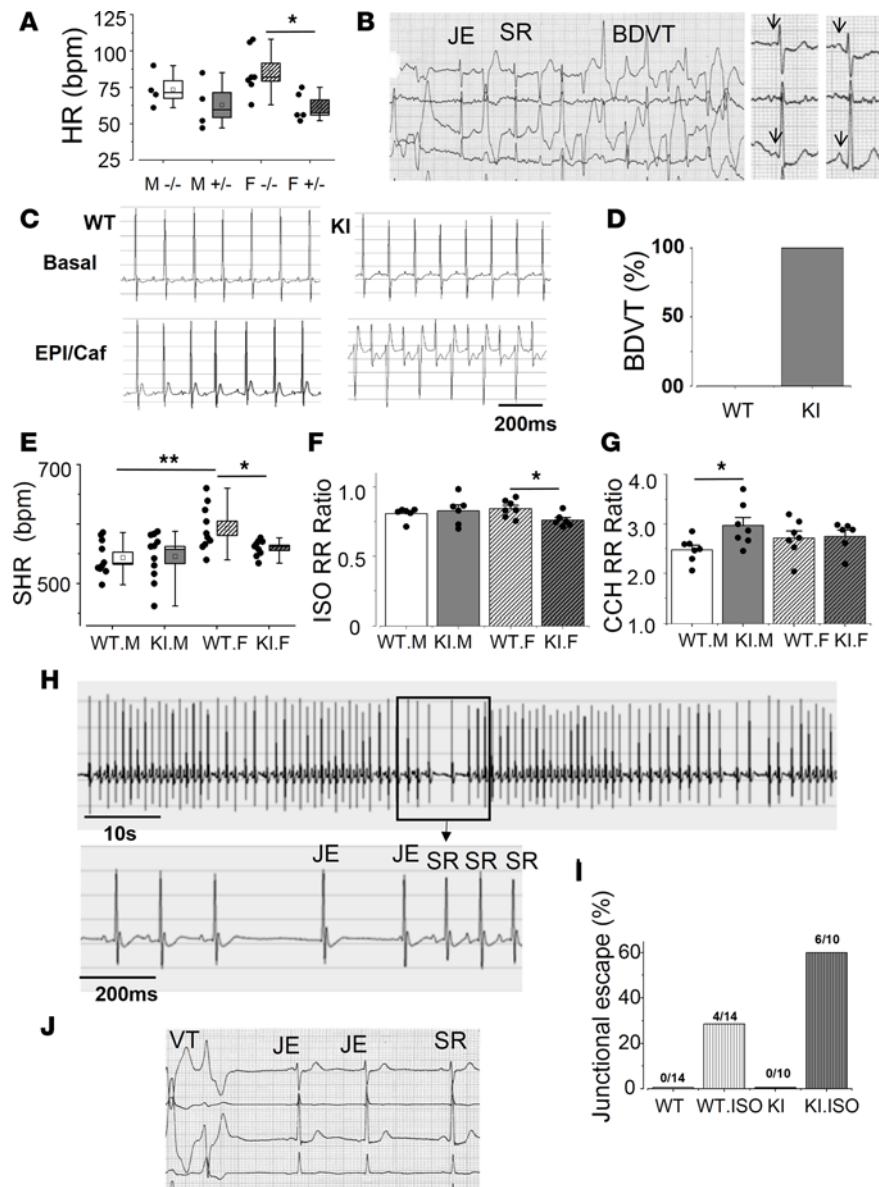 A
HR (bpm)
125
100
75
50
25
*
M -/-
M +/-
F -/-
F +/-
B
JE
SR
BDVT
C
WT
KI
Basal
EPI/Caf
200ms
D
BDVT (%)
100
50
00
WT
KI
E
SHR (bpm)
700
500
**
*
WT.M
KI.M
WT.F
KI.F
F
ISO RR Ratio
1.0
0.5
0
*
WT.M
KI.M
WT.F
KI.F
G
CCH RR Ratio
4.0
3.0
2.0
1.0
*
WT.M
KI.M
WT.F
KI.F
H
10s
JE
JE
SR
SR
SR
200ms
I
Junctional escape (%)
60
40
20
0
0/14
4/14
0/10
6/10
WT
WT.ISO
KI
KI.ISO
J
VT
JE
JE
SR